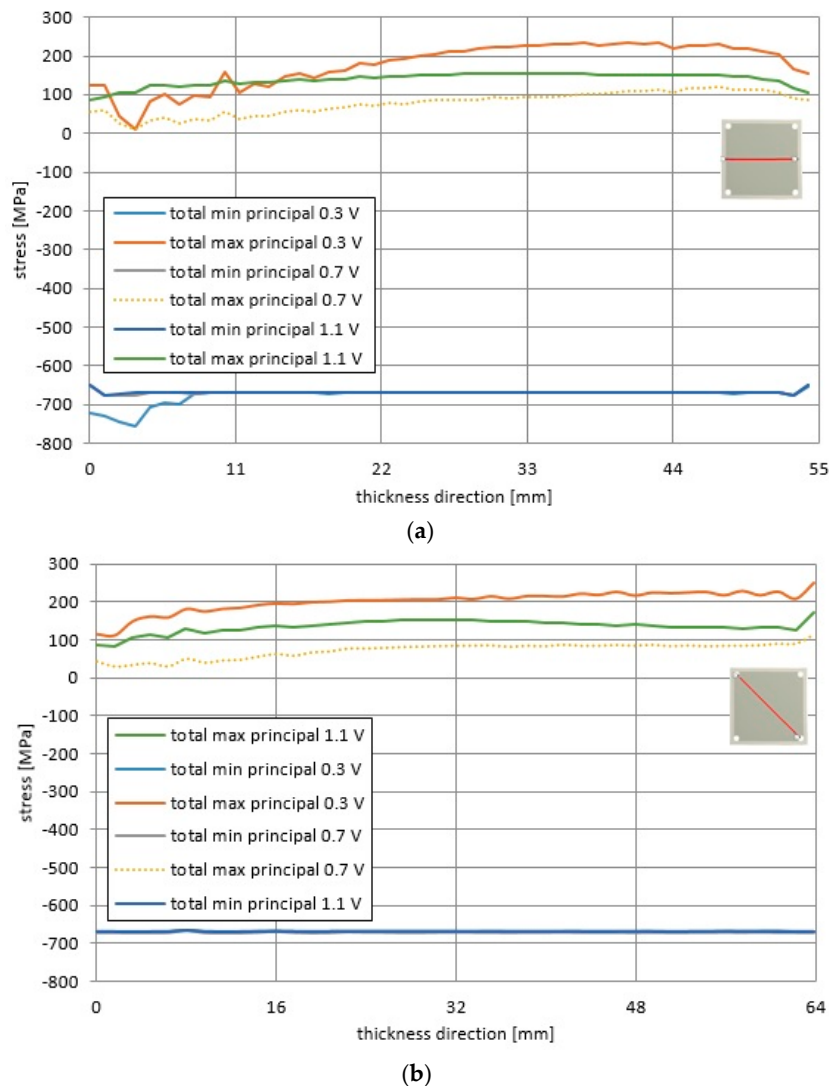 300
200
100
0
-100
-200
-300
-400
-500
-600
-700
-800
stress [MPa]
total min principal 0.3 V
total max principal 0.3 V
total min principal 0.7 V
total max principal 0.7 V
total min principal 1.1 V
total max principal 1.1 V
0 11 22 33 44 55
thickness direction [mm]
(a)
300
200
100
0
-100
-200
-300
-400
-500
-600
-700
-800
stress [MPa]
total max principal 1.1 V
total min principal 0.3 V
total max principal 0.3 V
total min principal 0.7 V
total max principal 0.7 V
total min principal 1.1 V
0 16 32 48 64
thickness direction [mm]
(b)